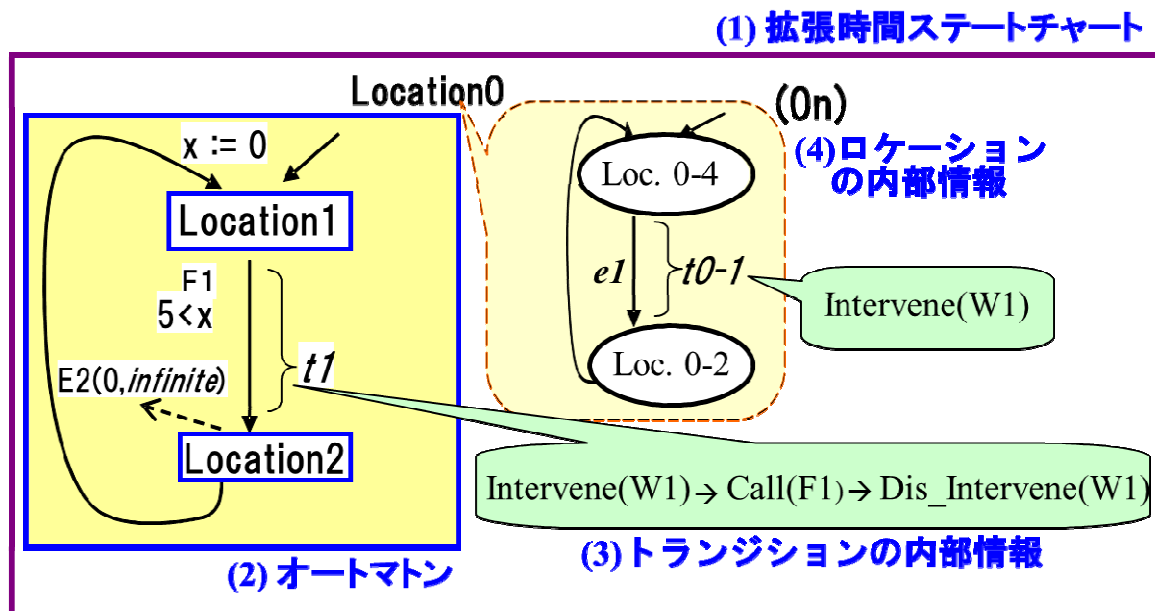 (1) 拡張時間ステートチャート
Location0
(On)
(4)ロケーション
の内部情報
x := 0
Location1
F1
5<x
t1
E2(0,infinite)
Location2
(2) オートマトン
Loc. 0-4
e1
t0-1
Loc. 0-2
Intervene(W1)
Intervene(W1)→Call(F1)→Dis_Intervene(W1)
(3)トランジションの内部情報